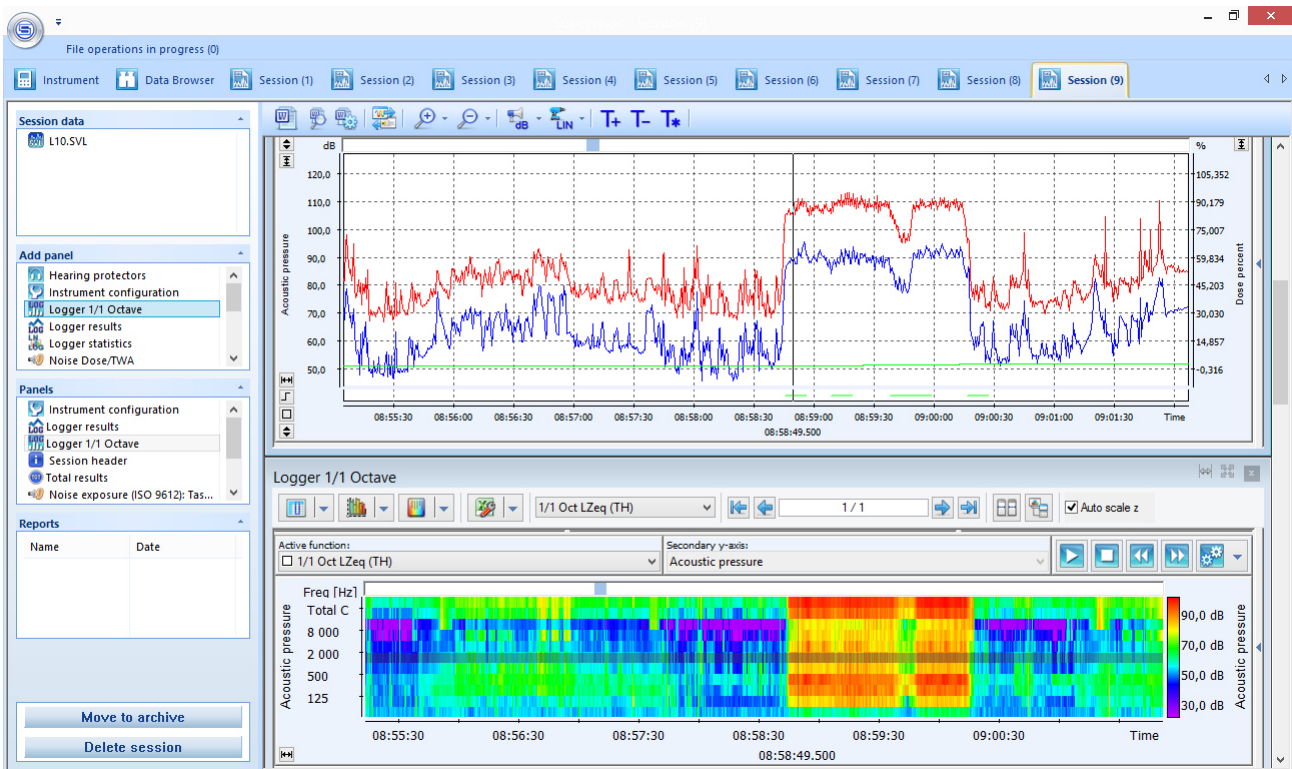 File operations in progress (0)
Instrument Data Browser Session (1) Session (2) Session (3) Session (4) Session (5) Session (6) Session (7) Session (8) Session (9)
Session data
L10.SVL
Add panel
Hearing protectors
Instrument configuration
Logger 1/1 Octave
Logger results
Logger statistics
Noise Dose/TWA
Panels
Instrument configuration
Logger results
Logger 1/1 Octave
Session header
Total results
Noise exposure (ISO 9612): Tas...
Reports
Name Date
Move to archive
Delete session
dB LIN T+ T- T*
dB %
120,0 105,352
110,0 90,179
100,0 75,007
90,0 59,834
80,0 45,203
70,0 30,030
60,0 14,857
50,0 -0,316
Acoustic pressure
Dose percent
08:55:30 08:56:00 08:56:30 08:57:00 08:57:30 08:58:00 08:58:30 08:59:00 08:59:30 09:00:00 09:00:30 09:01:00 09:01:30 Time
08:58:49.500
Logger 1/1 Octave
1/1 Oct LZeq (TH) 1 / 1 Auto scale z
Active function: Secondary y-axis:
1/1 Oct LZeq (TH) Acoustic pressure
Freq [Hz]
Total C
8 000
2 000
500
125
Acoustic pressure
90,0 dB
70,0 dB
50,0 dB
30,0 dB
Acoustic pressure
08:55:30 08:56:30 08:57:30 08:58:30 08:59:30 09:00:30 Time
08:58:49.500